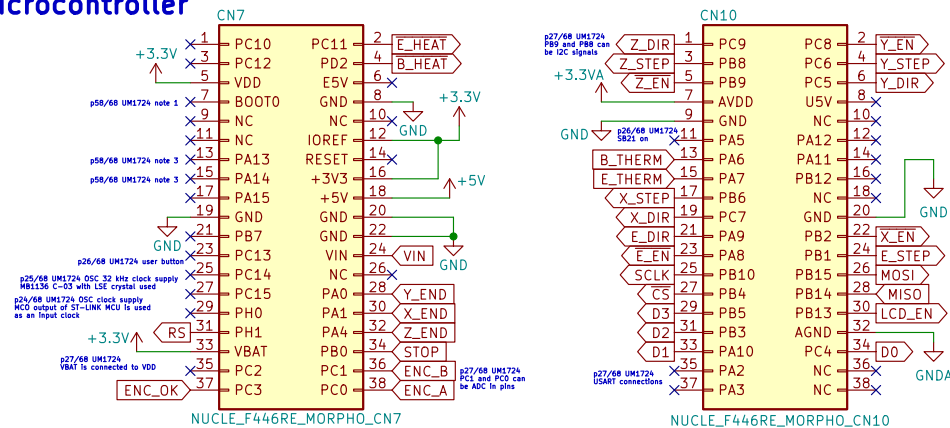 icrocontroller
CN7
1 PC10 PC11 2 E_HEAT
+3.3V 3 PC12 PD2 4 B_HEAT
5 VDD E5V 6
p58/68 UM1724 note 1 7 BOOT0 GND 8 GND
9 NC NC 10 +3.3V
11 NC IOREF 12
p58/68 UM1724 note 3 13 PA13 RESET 14
p58/68 UM1724 note 3 15 PA14 +3V3 16
17 PA15 +5V 18 +5V
GND 19 GND GND 20
21 PB7 GND 22 GND
p26/68 UM1724 user button 23 PC13 VIN 24 VIN
p25/68 UM1724 OSC 32 kHz clock supply
MB1136 C-03 with LSE crystal used
25 PC14 NC 26
27 PC15 PA0 28 Y_END
p24/68 UM1724 OSC clock supply
MCO output of ST-LINK MCU is used
as an input clock
29 PH0 PA1 30 X_END
RS 31 PH1 PA4 32 Z_END
+3.3V 33 VBAT PB0 34 STOP
p27/68 UM1724
VBAT is connected to VDD
35 PC2 PC1 36 ENC_B
ENC_OK 37 PC3 PC0 38 ENC_A
p27/68 UM1724
PC1 and PC0 can
be ADC in pins
NUCLE_F446RE_MORPHO_CN7
CN10
p27/68 UM1724
PB9 and PB8 can
be I2C signals
Z_DIR 1 PC9 PC8 2 Y_EN
Z_STEP 3 PB8 PC6 4 Y_STEP
Z_EN 5 PB9 PC5 6 Y_DIR
+3.3VA 7 AVDD U5V 8
GND 9 GND NC 10
p26/68 UM1724
SB21 on
11 PA5 PA12 12
B_THERM 13 PA6 PA11 14
E_THERM 15 PA7 PB12 16
X_STEP 17 PB6 NC 18
X_DIR 19 PC7 GND 20 GND
E_DIR 21 PA9 PB2 22 X_EN
E_EN 23 PA8 PB1 24 E_STEP
SCLK 25 PB10 PB15 26 MOSI
CS 27 PB4 PB14 28 MISO
D3 29 PB5 PB13 30 LCD_EN
D2 31 PB3 AGND 32 GNDA
D1 33 PA10 PC4 34 D0
p27/68 UM1724
USART connections
35 PA2 NC 36
37 PA3 NC 38
NUCLE_F446RE_MORPHO_CN10